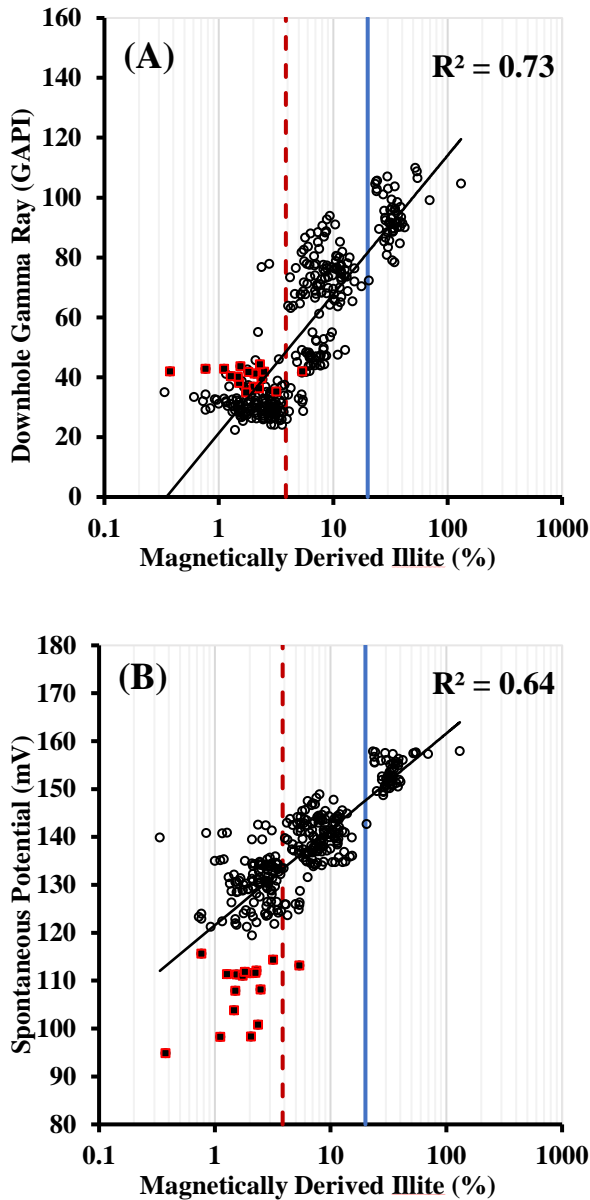 160
(A)
R² = 0.73
140
120
100
80
60
40
20
0
Downhole Gamma Ray (GAPI)
0.1 1 10 100 1000
Magnetically Derived Illite (%)
180
(B)
R² = 0.64
170
160
150
140
130
120
110
100
90
80
Spontaneous Potential (mV)
0.1 1 10 100 1000
Magnetically Derived Illite (%)